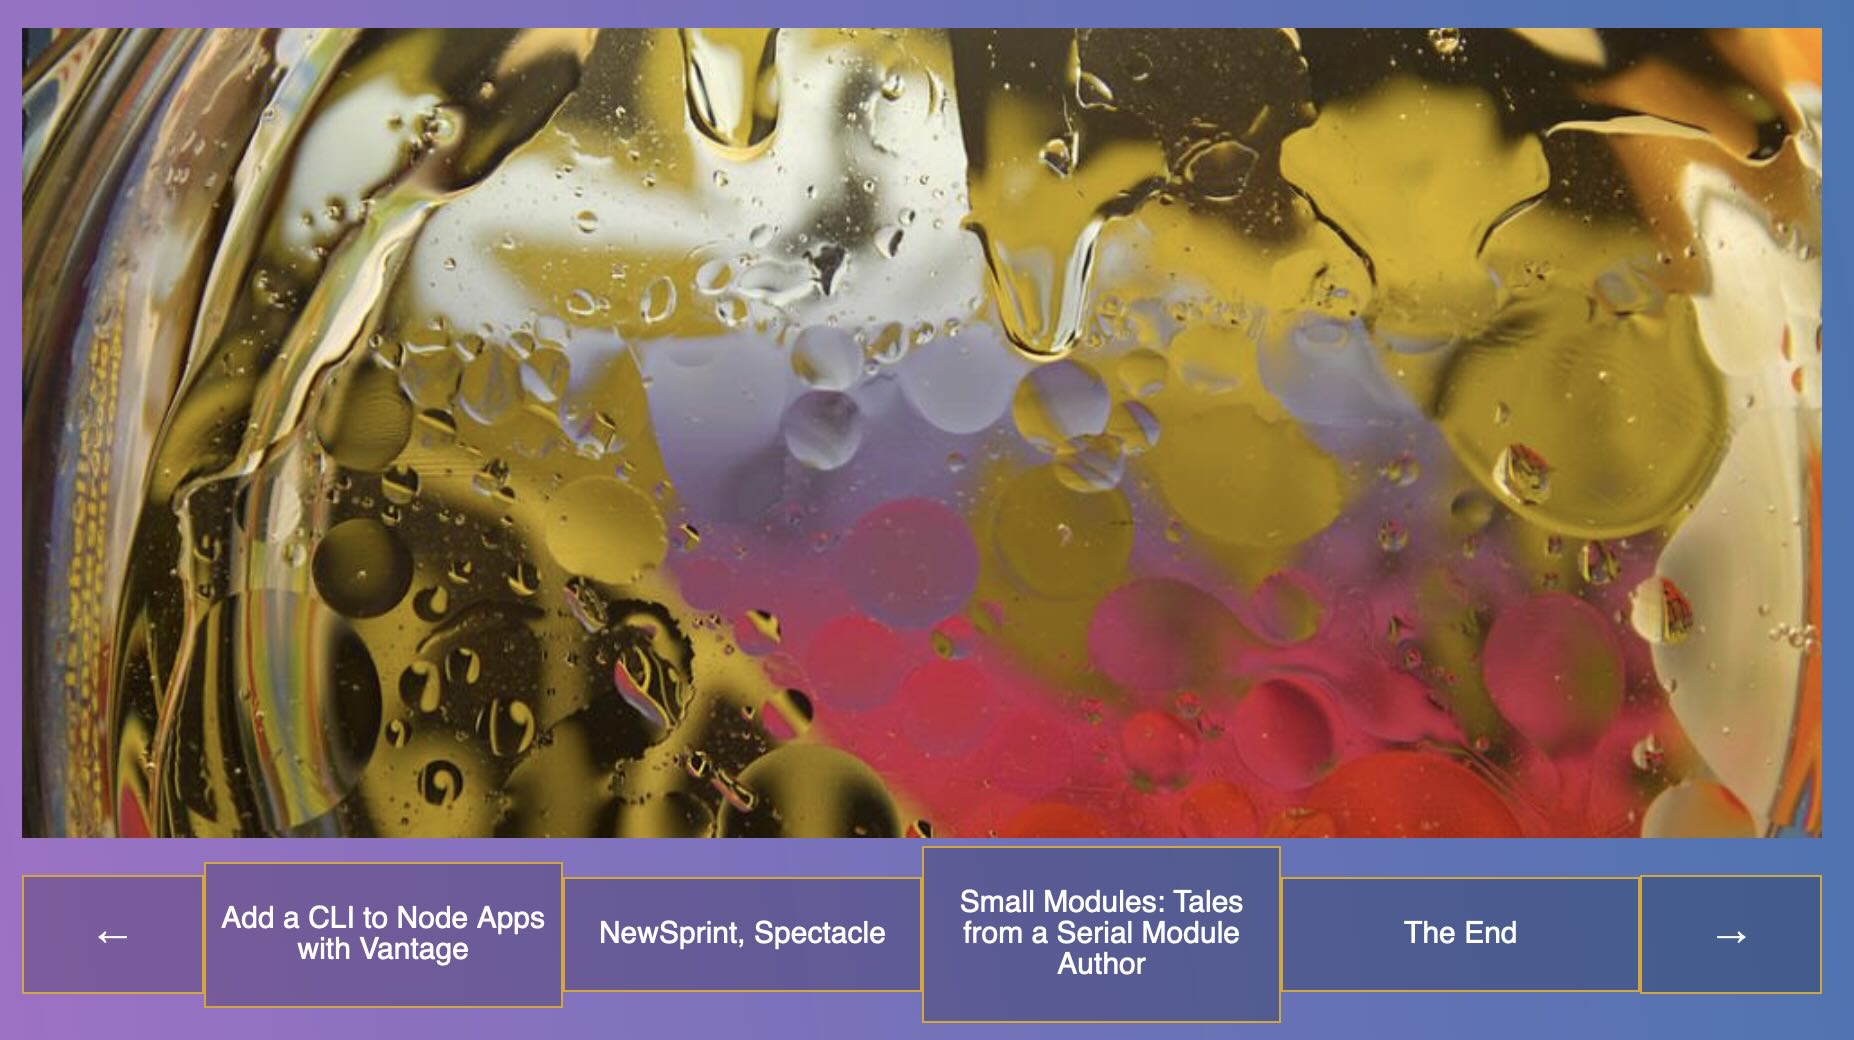 ←
Add a CLI to Node Apps
with Vantage
NewSprint, Spectacle
Small Modules: Tales
from a Serial Module
Author
The End
→